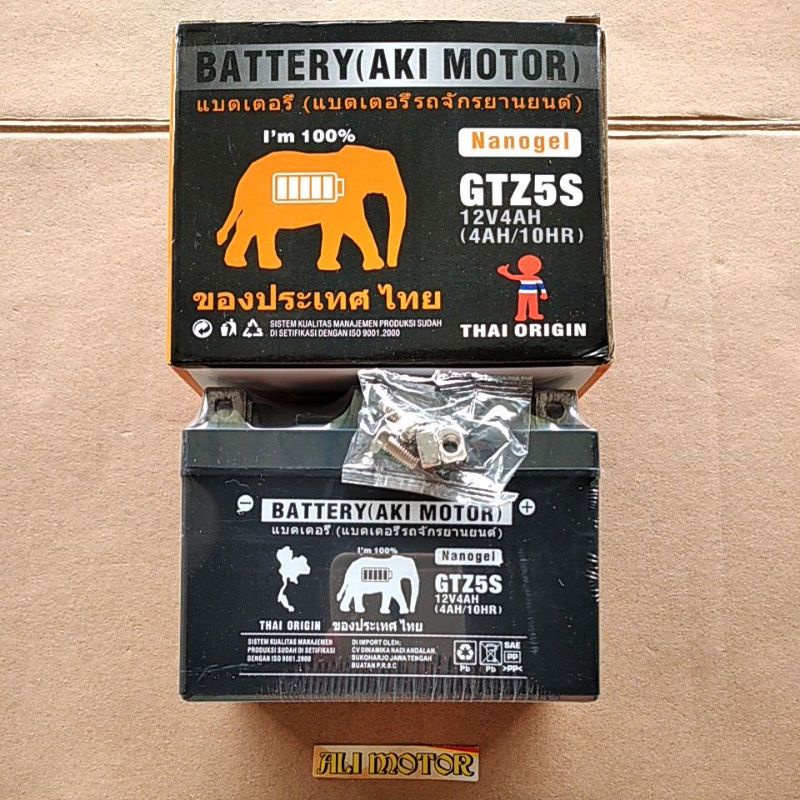 BATTERY(AKI MOTOR)
แบตเตอรี (แบตเตอรีรถจักรยานยนต์)
I'm 100%
Nanogel
GTZ5S
12V4AH
(4AH/10HR)
ของประเทศ ไทย
THAI ORIGIN
SISTEM KUALITAS MANAJEMEN PRODUKSI SUDAH
DI SETIFIKASI DENGAN ISO 9001.2000
BATTERY(AKI MOTOR)
แบตเตอรี (แบตเตอรีรถจักรยานยนต์)
I'm 100%
Nanogel
GTZ5S
12V4AH
(4AH/10HR)
THAI ORIGIN
ของประเทศ ไทย
SISTEM KUALITAS MANAJEMEN
PRODUKSI SUDAH DI SETIFIKASI
DENGAN ISO 9001.2000
DI IMPORT OLEH:
CV DINAMIKA NADI ANDALAN.
SUKOHARJO JAWA TENGAH
BUATAN P.R.C
Pb
Pb
SAE
PP
>PP<
ALI MOTOR